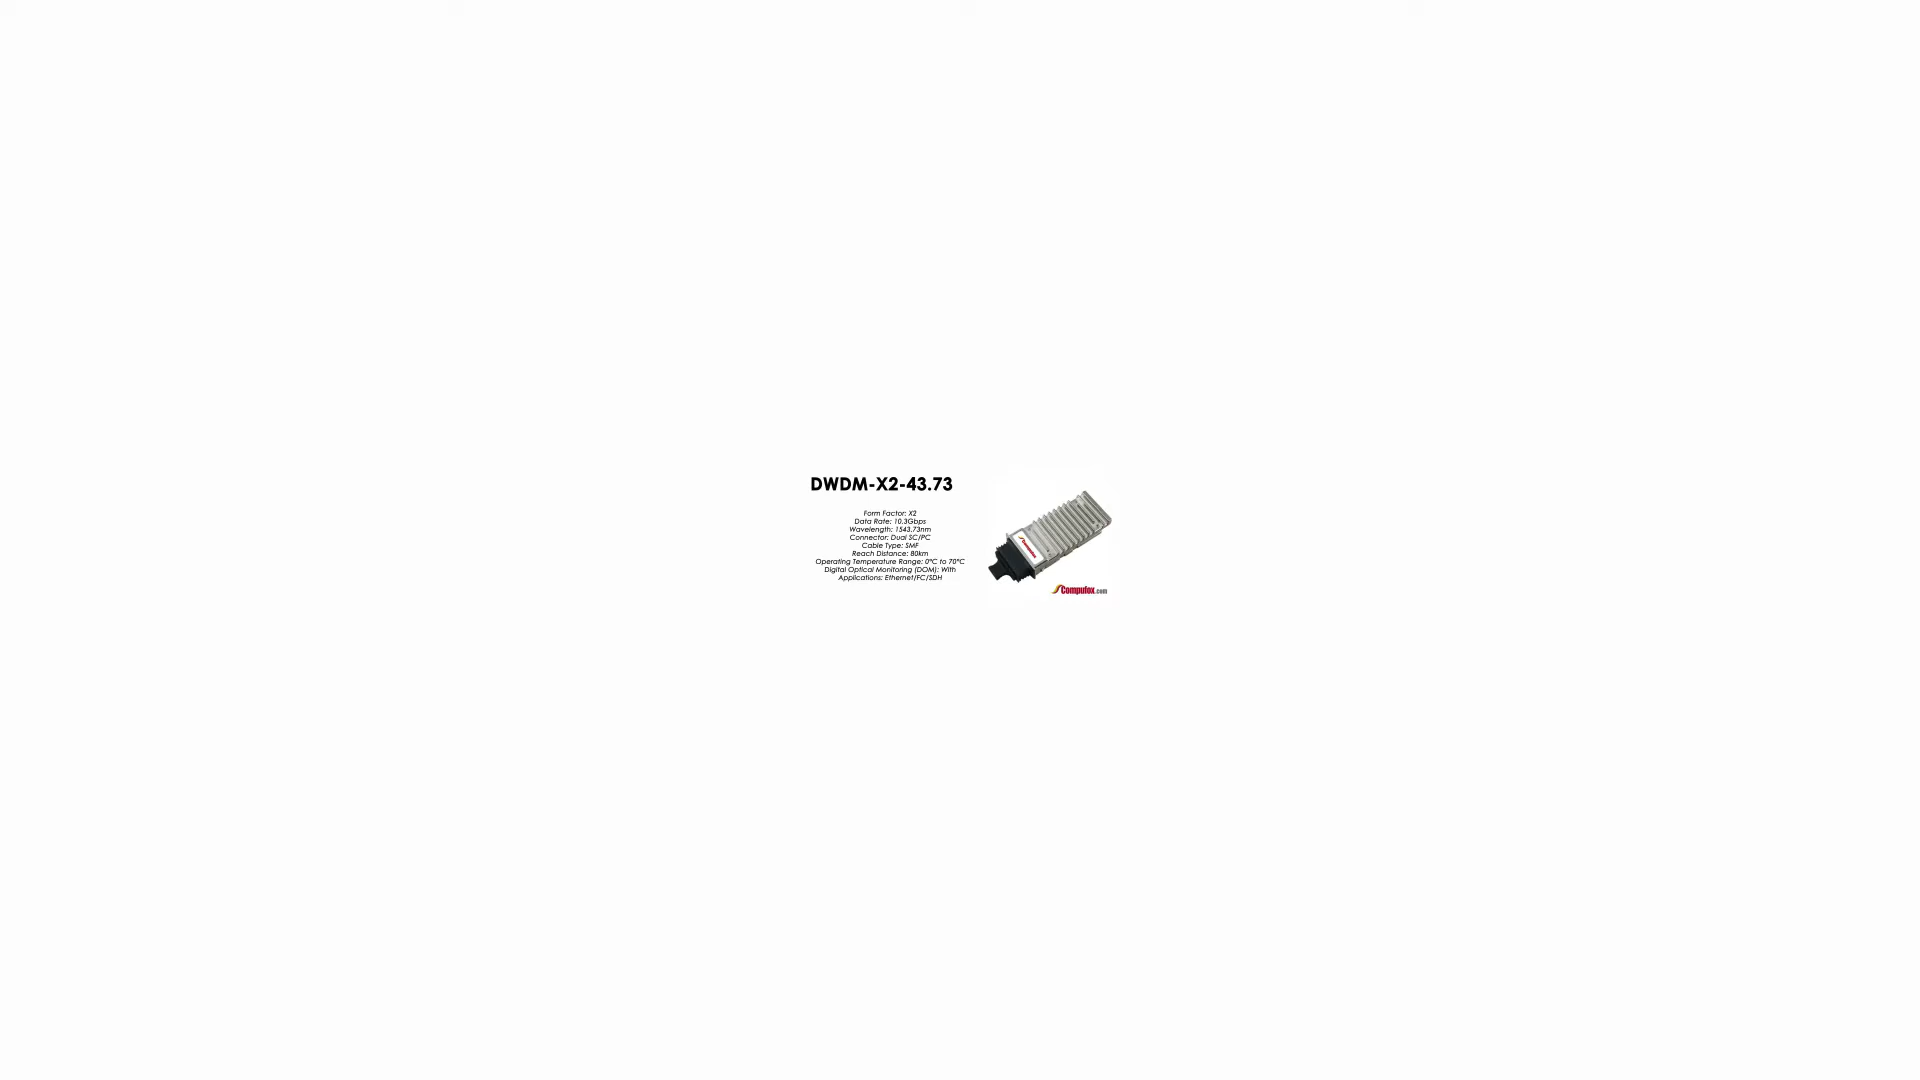 DWDM-X2-43.73
Form Factor: X2
Data Rate: 10.3Gbps
Wavelength: 1543.73nm
Connector: Dual SC/PC
Cable Type: SMF
Reach Distance: 80km
Operating Temperature Range: 0°C to 70°C
Digital Optical Monitoring (DOM): With
Applications: Ethernet/FC/SDH
Compufox
Compufox.com